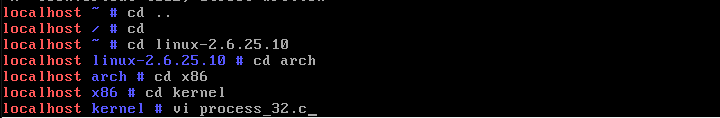 localhost ~ # cd ..
localhost / # cd
localhost ~ # cd linux-2.6.25.10
localhost linux-2.6.25.10 # cd arch
localhost arch # cd x86
localhost x86 # cd kernel
localhost kernel # vi process_32.c_